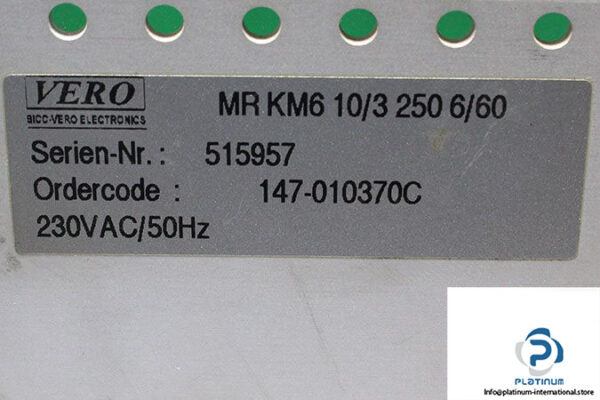 VERO
BICC-VERO ELECTRONICS
MR KM6 10/3 250 6/60
Serien-Nr. : 515957
Ordercode : 147-010370C
230VAC/50Hz
PLATINUM
Info@platinum-international.store